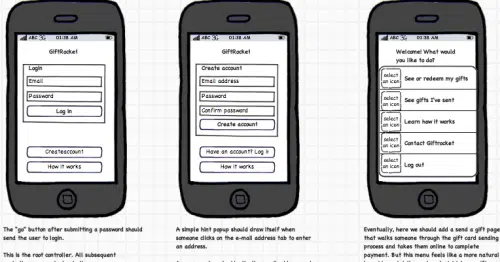 ABC 3G 01:38 AM
GiftRocket
Login
Email
Password
Log in
Createaccount
How it works
ABC 3G 01:38 AM
GiftRocket
Create account
Email address
Password
Confirm password
Create account
Have an account? Log i
How it works
ABC 3G 01:38 AM
Welcome! What would
you like to do?
select
an icon
See or redeem my gifts
select
an icon
See gifts I've sent
select
an icon
Learn how it works
select
an icon
Contact Giftrocket
select
an icon
Log out
The "go" button after submitting a password should
send the user to login.
This is the root controller. All subsequent
A simple hint popup should draw itself when
someone clicks on the e-mail address tab to enter
an address.
Eventually, here we should add a send a gift page
that walks someone through the gift card sending
process and takes them online to complete
payment. But this menu feels like a more natural